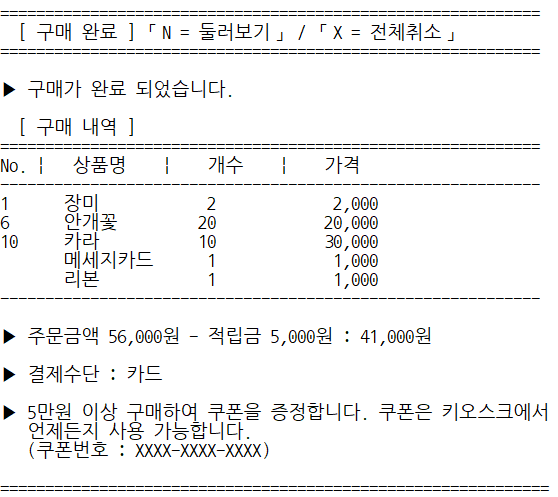 [ 구매 완료 ] 「 N = 둘러보기 」 / 「 X = 전체취소 」
▶ 구매가 완료 되었습니다.
[ 구매 내역 ]
No. | 상품명 | 개수 | 가격
1 장미 2 2,000
6 안개꽃 20 20,000
10 카라 10 30,000
메세지카드 1 1,000
리본 1 1,000
▶ 주문금액 56,000원 - 적립금 5,000원 : 41,000원
▶ 결제수단 : 카드
▶ 5만원 이상 구매하여 쿠폰을 증정합니다. 쿠폰은 키오스크에서
언제든지 사용 가능합니다.
(쿠폰번호 : XXXX-XXXX-XXXX)